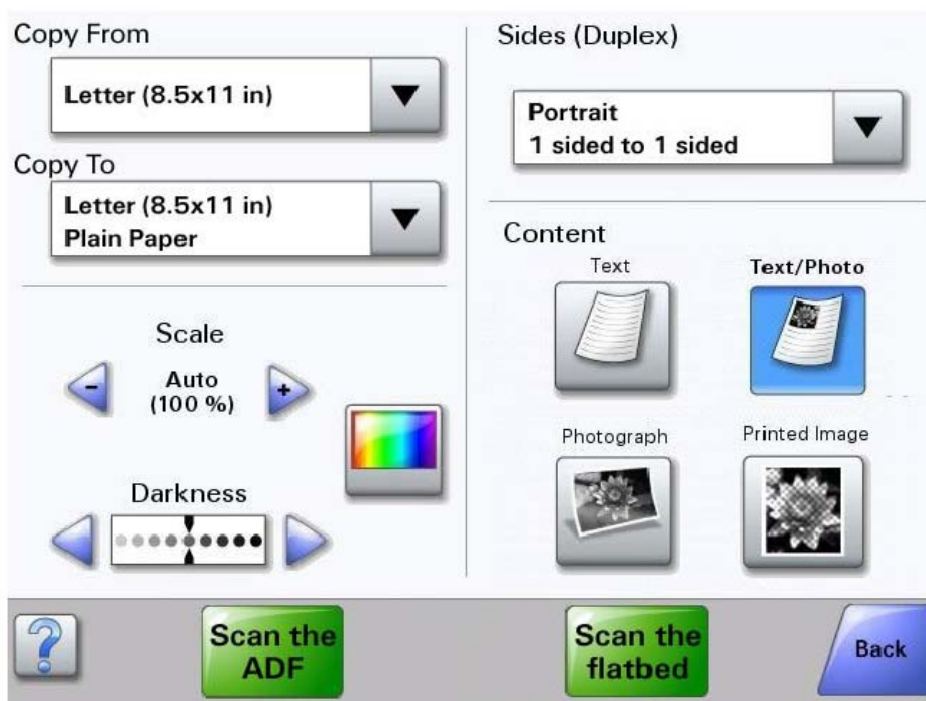 Copy From
Letter (8.5x11 in)
Copy To
Letter (8.5x11 in)
Plain Paper
Scale
-
Auto
(100 %)
+
Darkness
Sides (Duplex)
Portrait
1 sided to 1 sided
Content
Text
Text/Photo
Photograph
Printed Image
?
Scan the
ADF
Scan the
flatbed
Back